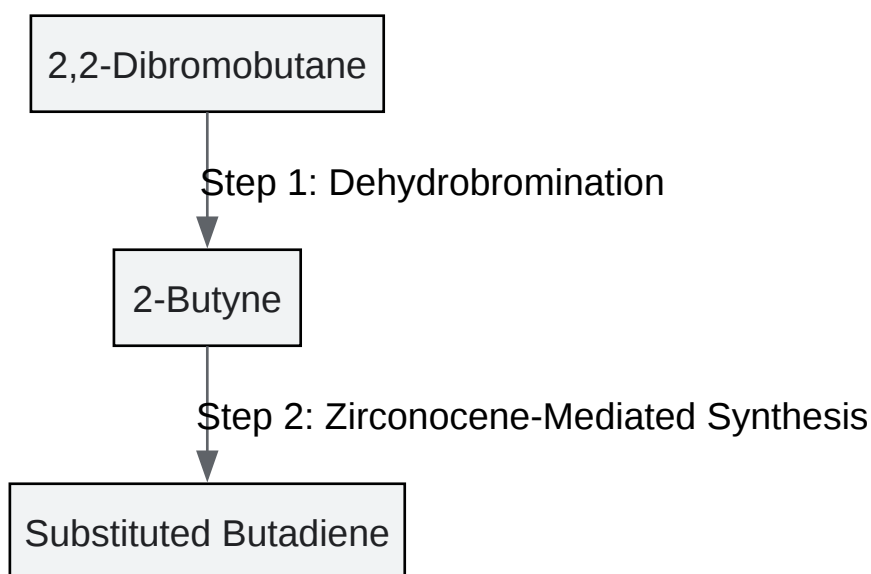 2,2-Dibromobutane
Step 1: Dehydrobromination
2-Butyne
Step 2: Zirconocene-Mediated Synthesis
Substituted Butadiene